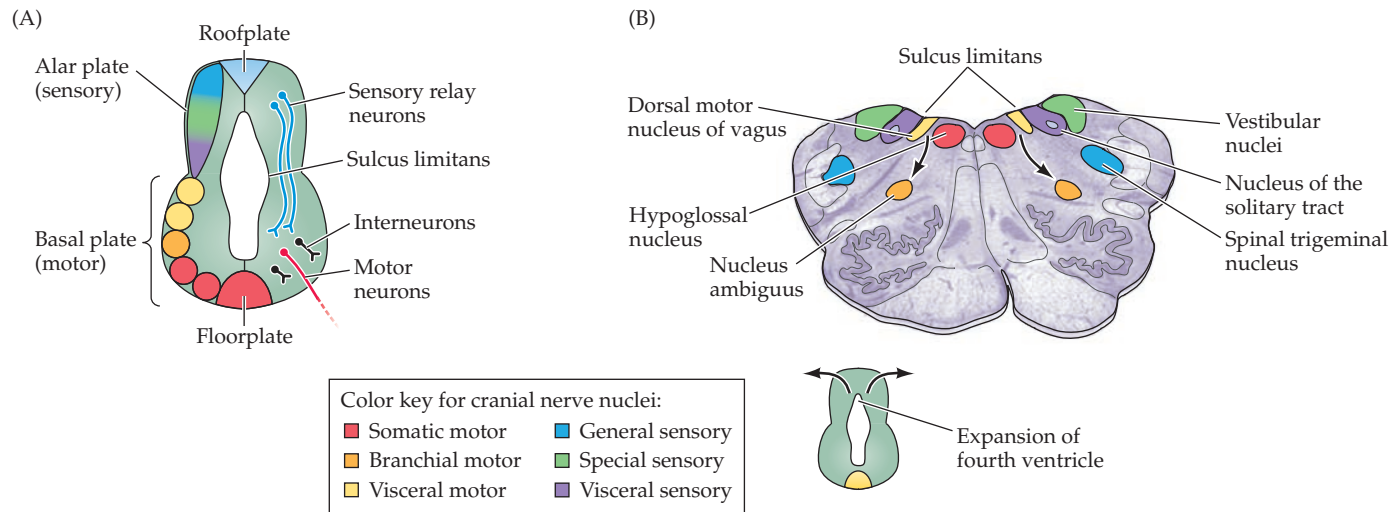 (A)
Roofplate
Alar plate
(sensory)
Sensory relay
neurons
Sulcus limitans
Interneurons
Basal plate
(motor)
Motor
neurons
Floorplate
(B)
Sulcus limitans
Dorsal motor
nucleus of vagus
Vestibular
nuclei
Nucleus of the
solitary tract
Hypoglossal
nucleus
Spinal trigeminal
nucleus
Nucleus
ambiguus
Color key for cranial nerve nuclei:
Somatic motor
General sensory
Branchial motor
Special sensory
Visceral motor
Visceral sensory
Expansion of
fourth ventricle